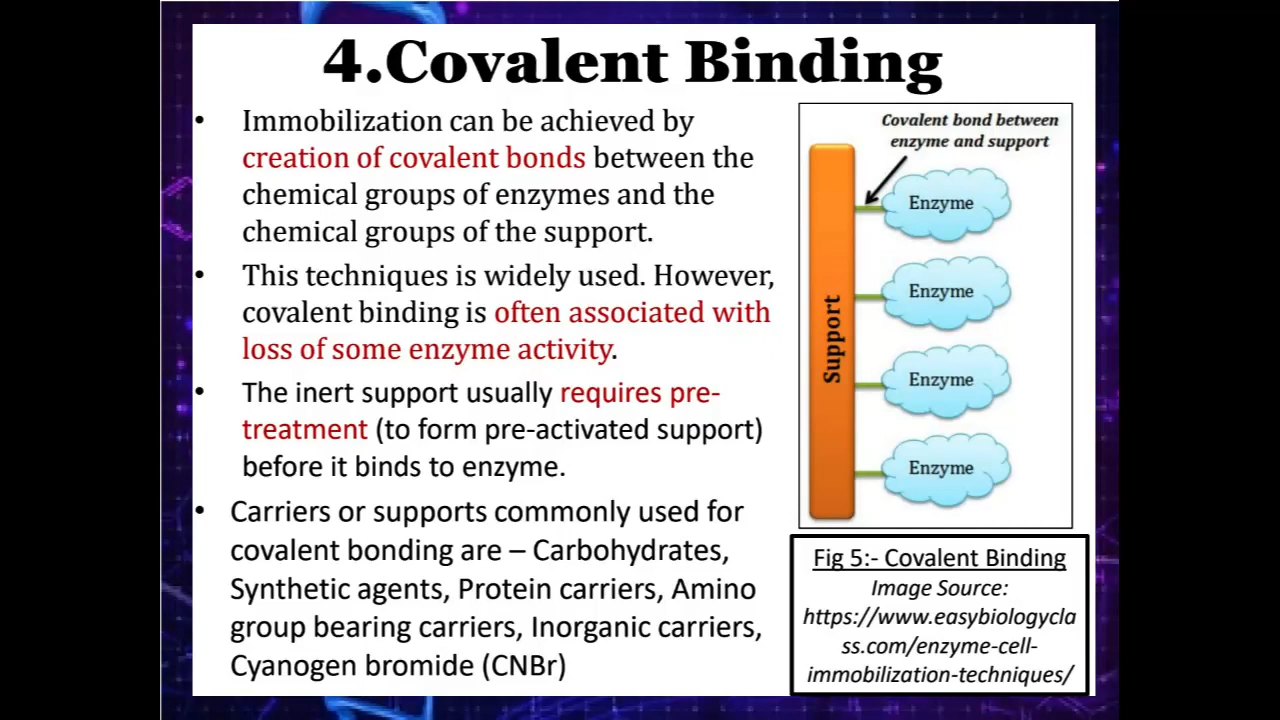 4.Covalent Binding
• Immobilization can be achieved by
creation of covalent bonds between the
chemical groups of enzymes and the
chemical groups of the support.
• This techniques is widely used. However,
covalent binding is often associated with
loss of some enzyme activity.
• The inert support usually requires pre-
treatment (to form pre-activated support)
before it binds to enzyme.
• Carriers or supports commonly used for
covalent bonding are – Carbohydrates,
Synthetic agents, Protein carriers, Amino
group bearing carriers, Inorganic carriers,
Cyanogen bromide (CNBr)
Covalent bond between
enzyme and support
Support
Enzyme
Enzyme
Enzyme
Enzyme
Fig 5:- Covalent Binding
Image Source:
https://www.easybiologycla
ss.com/enzyme-cell-
immobilization-techniques/